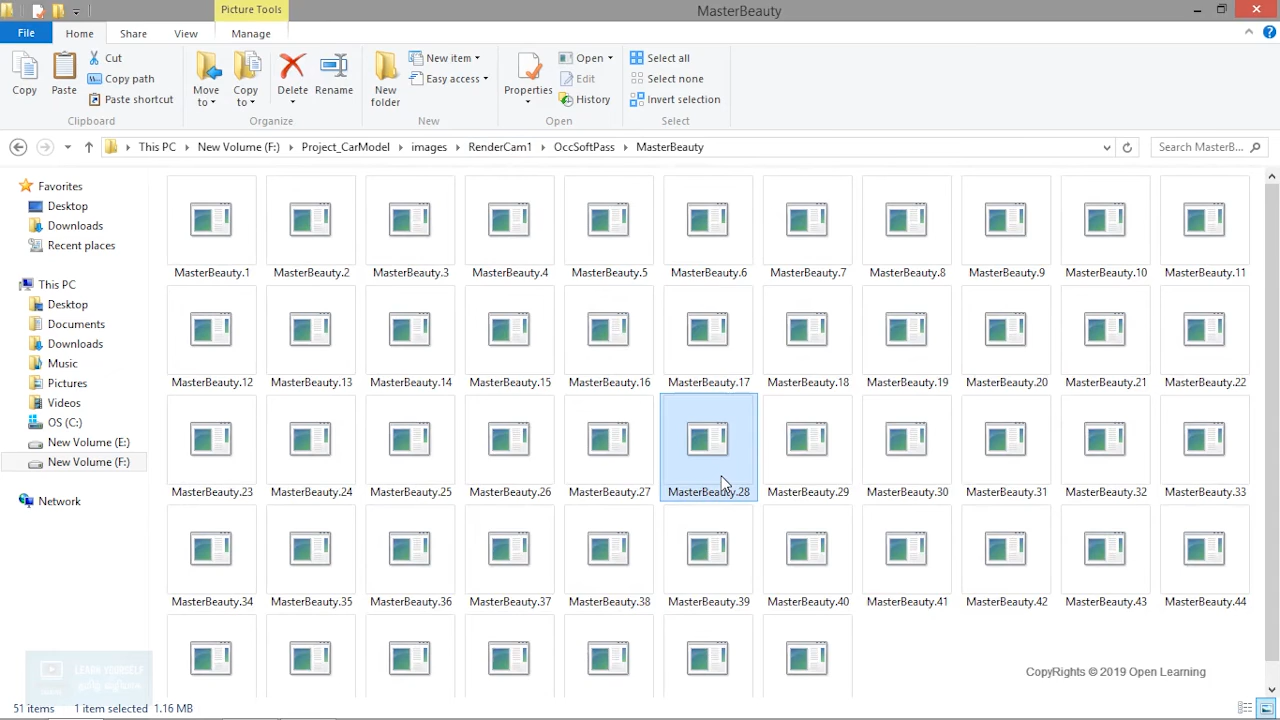 Picture Tools
MasterBeauty
File
Home
Share
View
Manage
Copy
Paste
Cut
Copy path
Paste shortcut
Clipboard
Move to
Copy to
Delete
Rename
Organize
New folder
New item
Easy access
New
Properties
Open
Edit
History
Open
Select all
Select none
Invert selection
Select
This PC
New Volume (F:)
Project_CarModel
images
RenderCam1
OccSoftPass
MasterBeauty
Search MasterB...
Favorites
Desktop
Downloads
Recent places
This PC
Desktop
Documents
Downloads
Music
Pictures
Videos
OS (C:)
New Volume (E:)
New Volume (F:)
Network
MasterBeauty.1
MasterBeauty.2
MasterBeauty.3
MasterBeauty.4
MasterBeauty.5
MasterBeauty.6
MasterBeauty.7
MasterBeauty.8
MasterBeauty.9
MasterBeauty.10
MasterBeauty.11
MasterBeauty.12
MasterBeauty.13
MasterBeauty.14
MasterBeauty.15
MasterBeauty.16
MasterBeauty.17
MasterBeauty.18
MasterBeauty.19
MasterBeauty.20
MasterBeauty.21
MasterBeauty.22
MasterBeauty.23
MasterBeauty.24
MasterBeauty.25
MasterBeauty.26
MasterBeauty.27
MasterBeauty.28
MasterBeauty.29
MasterBeauty.30
MasterBeauty.31
MasterBeauty.32
MasterBeauty.33
MasterBeauty.34
MasterBeauty.35
MasterBeauty.36
MasterBeauty.37
MasterBeauty.38
MasterBeauty.39
MasterBeauty.40
MasterBeauty.41
MasterBeauty.42
MasterBeauty.43
MasterBeauty.44
LEARN YOURSELF
CopyRights © 2019 Open Learning
51 items
1 item selected
1.16 MB